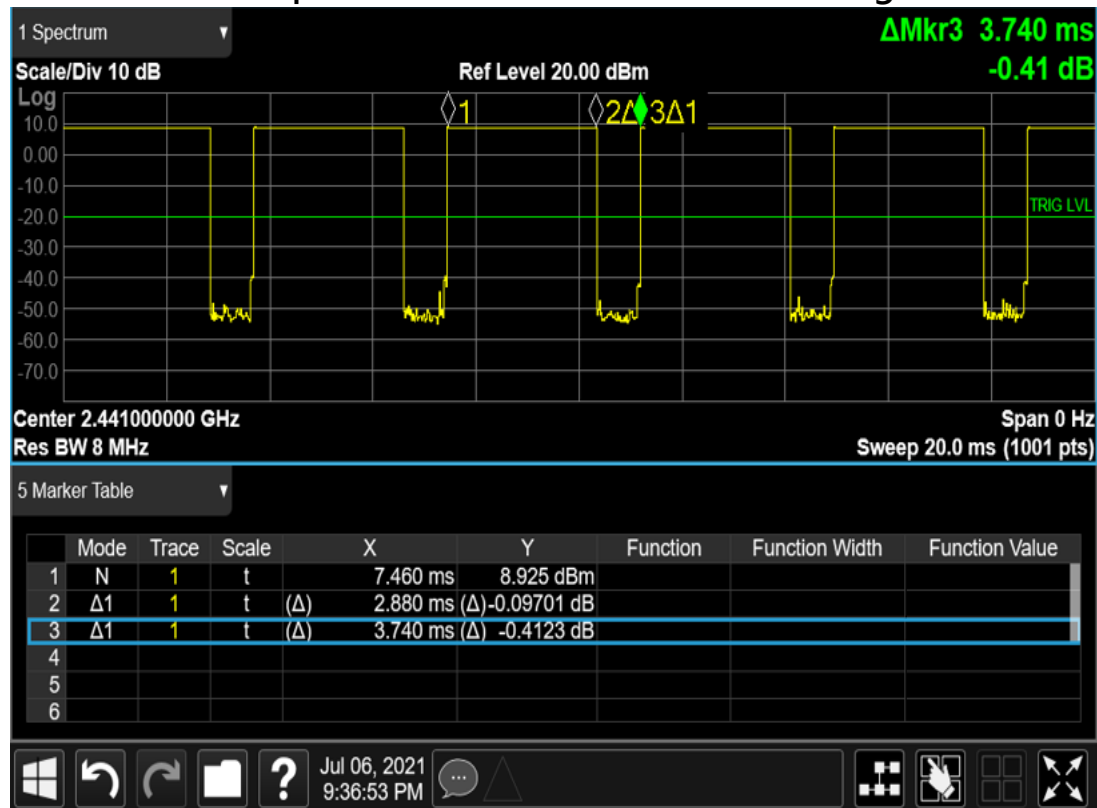 1 Spectrum ▼
ΔMkr3 3.740 ms
Scale/Div 10 dB Ref Level 20.00 dBm -0.41 dB
Log
1 2Δ 3Δ1
10.0
0.00
-10.0
-20.0 TRIG LVL
-30.0
-40.0
-50.0
-60.0
-70.0
Center 2.441000000 GHz Span 0 Hz
Res BW 8 MHz Sweep 20.0 ms (1001 pts)
5 Marker Table ▼
Mode Trace Scale X Y Function Function Width Function Value
1 N 1 t 7.460 ms 8.925 dBm
2 Δ1 1 t (Δ) 2.880 ms (Δ) -0.09701 dB
3 Δ1 1 t (Δ) 3.740 ms (Δ) -0.4123 dB
4
5
6
? Jul 06, 2021
9:36:53 PM